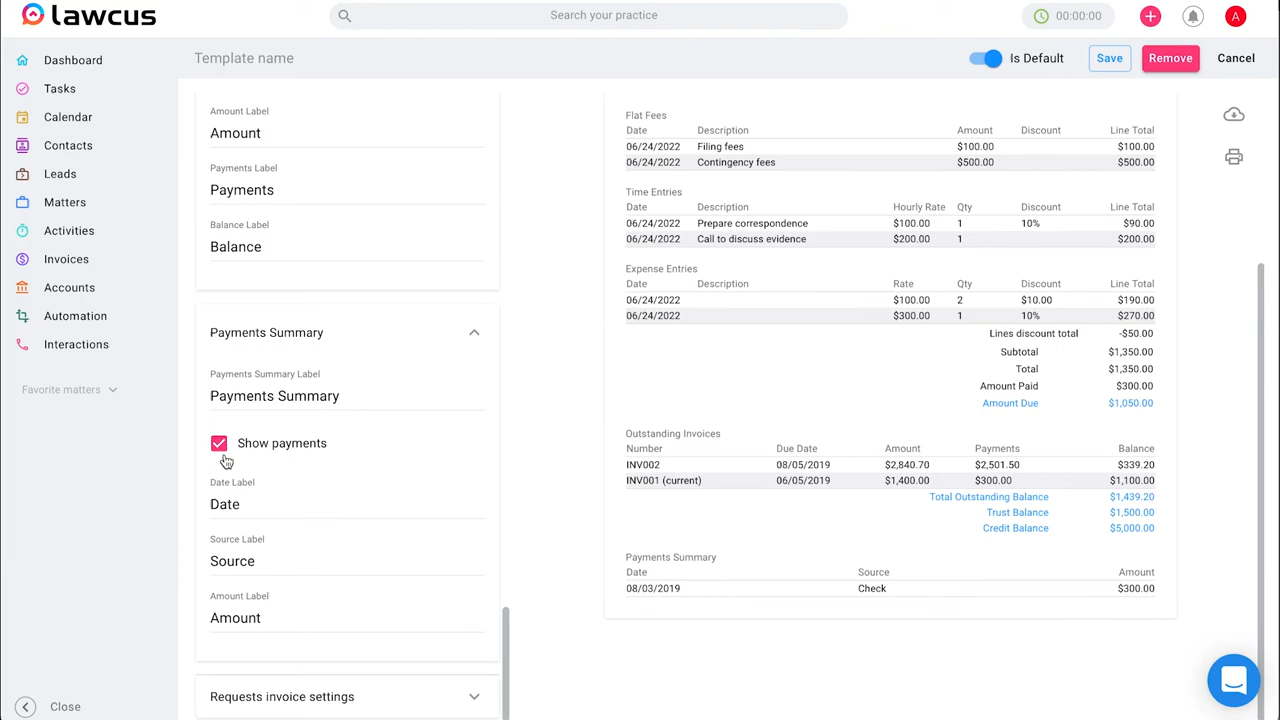 lawcus
Search your practice
00:00:00
A
Template name
Is Default
Save
Remove
Cancel
Dashboard
Tasks
Calendar
Contacts
Leads
Matters
Activities
Invoices
Accounts
Automation
Interactions
Favorite matters
Close
Amount Label
Amount
Payments Label
Payments
Balance Label
Balance
Payments Summary
Payments Summary Label
Payments Summary
Show payments
Date Label
Date
Source Label
Source
Amount Label
Amount
Requests invoice settings
Flat Fees
Date Description Amount Discount Line Total
06/24/2022 Filing fees $100.00 $100.00
06/24/2022 Contingency fees $500.00 $500.00
Time Entries
Date Description Hourly Rate Qty Discount Line Total
06/24/2022 Prepare correspondence $100.00 1 10% $90.00
06/24/2022 Call to discuss evidence $200.00 1 $200.00
Expense Entries
Date Description Rate Qty Discount Line Total
06/24/2022 $100.00 2 $10.00 $190.00
06/24/2022 $300.00 1 10% $270.00
Lines discount total -$50.00
Subtotal $1,350.00
Total $1,350.00
Amount Paid $300.00
Amount Due $1,050.00
Outstanding Invoices
Number Due Date Amount Payments Balance
INV002 08/05/2019 $2,840.70 $2,501.50 $339.20
INV001 (current) 06/05/2019 $1,400.00 $300.00 $1,100.00
Total Outstanding Balance $1,439.20
Trust Balance $1,500.00
Credit Balance $5,000.00
Payments Summary
Date Source Amount
08/03/2019 Check $300.00